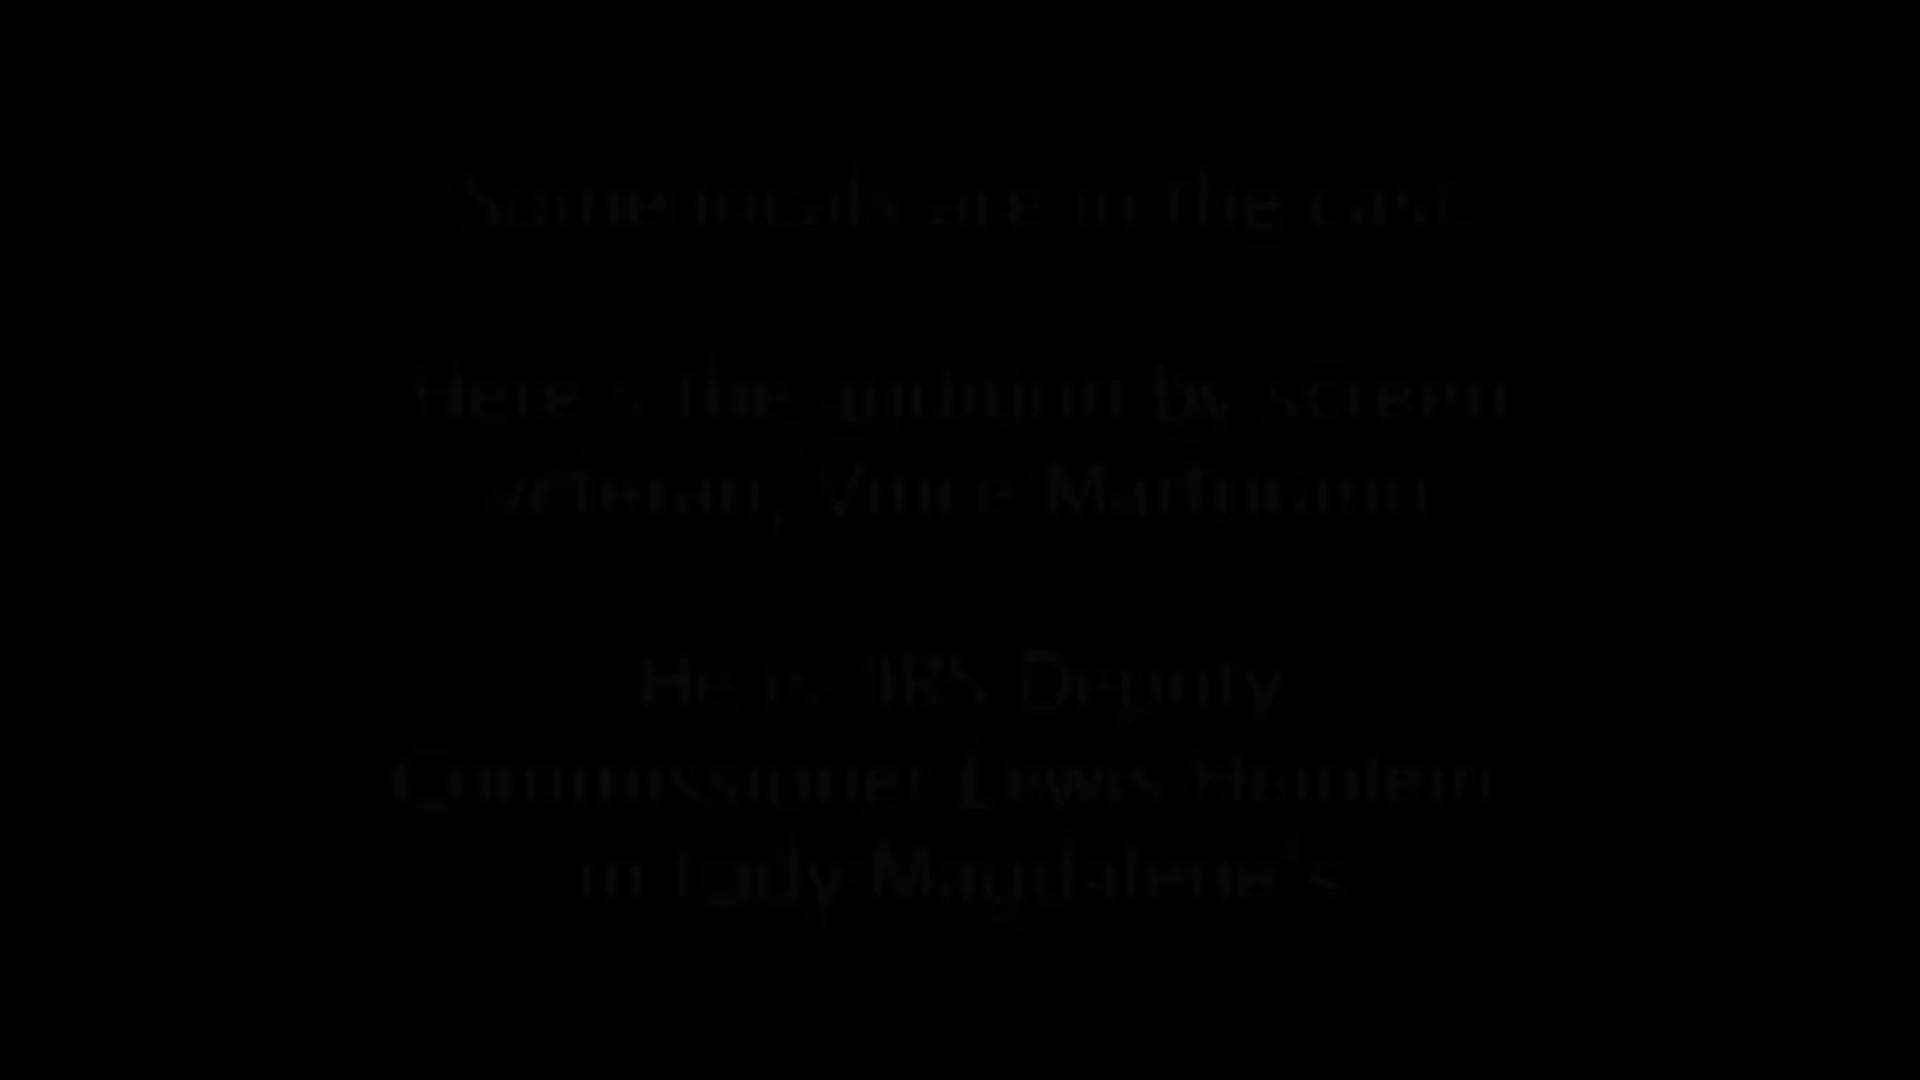 Some locals are in the cast.
Here's the audition by screen
veteran, Vince Martorano
He is IRS Deputy
Commissioner Lewis Heinlein
in Lady Magdalene's